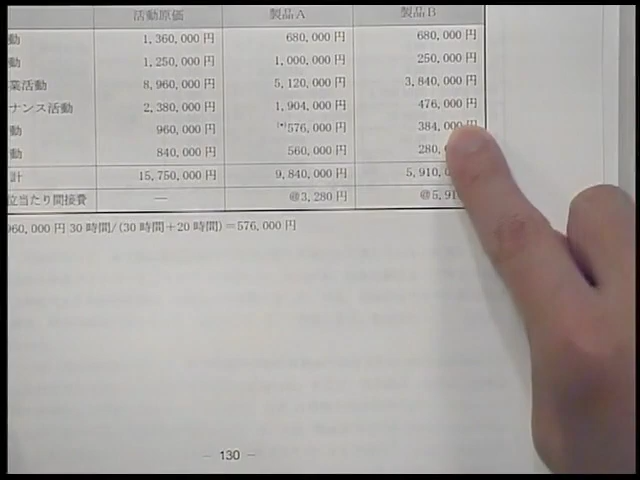 活動原価 製品A 製品B
動 1,360,000円 680,000円 680,000円
動 1,250,000円 1,000,000円 250,000円
業活動 8,960,000円 5,120,000円 3,840,000円
ナンス活動 2,380,000円 1,904,000円 476,000円
動 960,000円 (*)576,000円 384,000円
動 840,000円 560,000円 280,
計 15,750,000円 9,840,000円 5,910,0
位当たり間接費 — @3,280円 @5,91
960,000円 30時間/(30時間+20時間)=576,000円
— 130 —